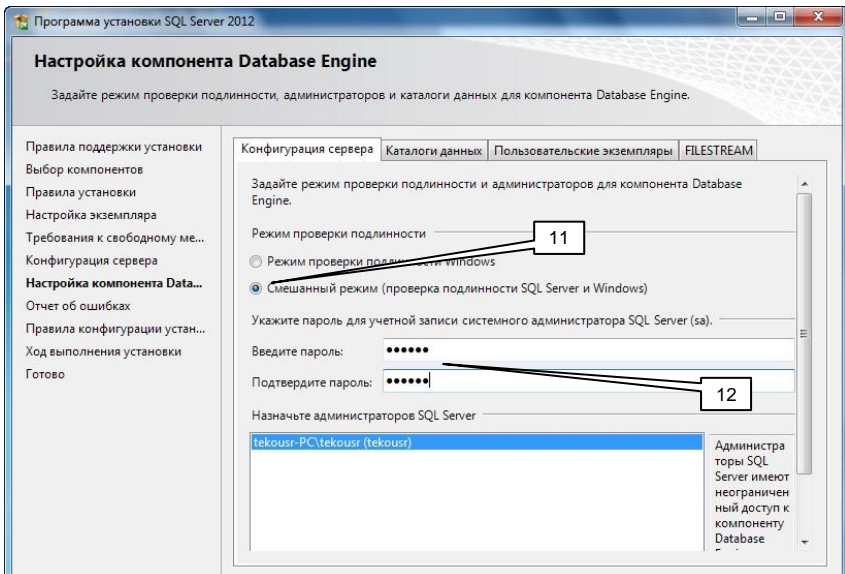 Программа установки SQL Server 2012
Настройка компонента Database Engine
Задайте режим проверки подлинности, администраторов и каталоги данных для компонента Database Engine.
Правила поддержки установки
Выбор компонентов
Правила установки
Настройка экземпляра
Требования к свободному ме...
Конфигурация сервера
Настройка компонента Data...
Отчет об ошибках
Правила конфигурации устан...
Ход выполнения установки
Готово
Конфигурация сервера Каталоги данных Пользовательские экземпляры FILESTREAM
Задайте режим проверки подлинности и администраторов для компонента Database
Engine.
Режим проверки подлинности
11
Режим проверки подлинности Windows
Смешанный режим (проверка подлинности SQL Server и Windows)
Укажите пароль для учетной записи системного администратора SQL Server (sa).
Введите пароль: ●●●●●●
Подтвердите пароль: ●●●●●●
12
Назначьте администраторов SQL Server
tekousr-PC\tekousr (tekousr)
Администра
торы SQL
Server имеют
неограничен
ный доступ к
компоненту
Database